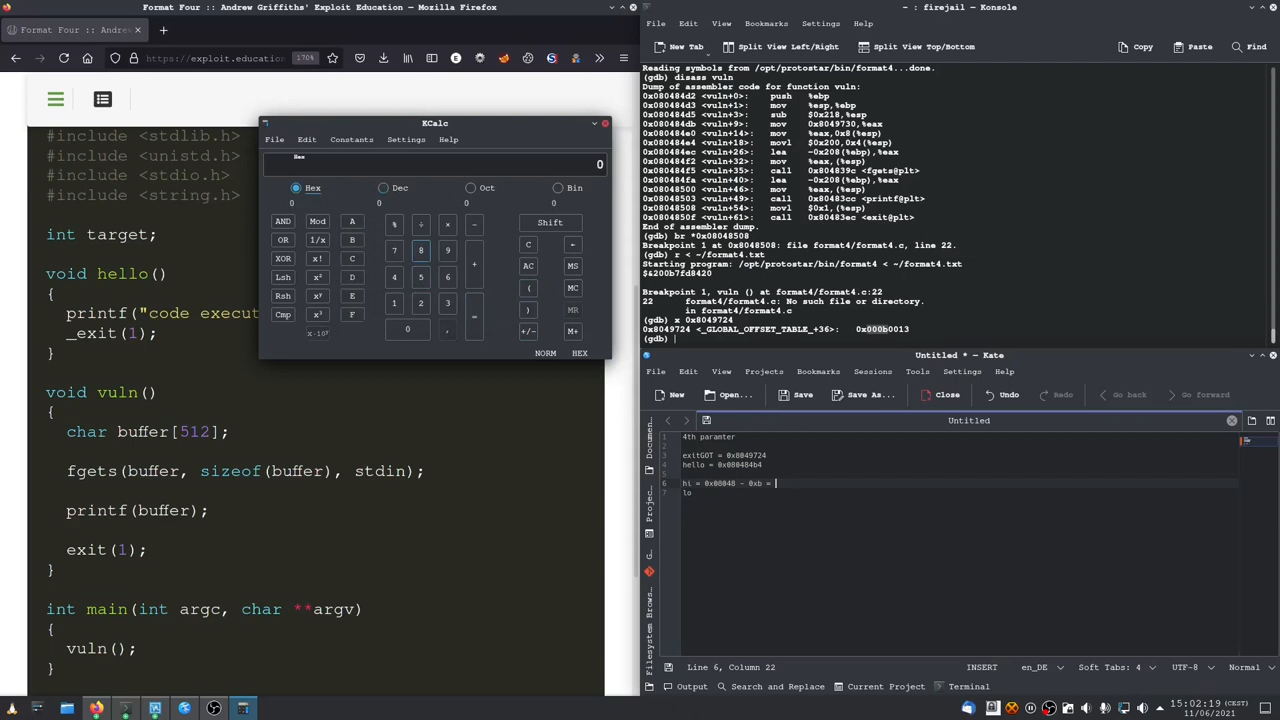 Format Four :: Andrew Griffiths' Exploit Education - Mozilla Firefox
Format Four :: Andrew
https://exploit.education
170%
#include <stdlib.h>
#include <unistd.h>
#include <stdio.h>
#include <string.h>
int target;
void hello()
{
printf("code execut
_exit(1);
}
void vuln()
{
char buffer[512];
fgets(buffer, sizeof(buffer), stdin);
printf(buffer);
exit(1);
}
int main(int argc, char **argv)
{
vuln();
}
KCalc
File Edit Constants Settings Help
Hex
0
Hex Dec Oct Bin
0 0 0 0
AND Mod A % ÷ × - Shift
OR 1/x B 7 8 9 + C ←
XOR x! C AC MS
Lsh x² D 4 5 6 ( MC
Rsh xʸ E 1 2 3 = ) MR
Cmp x³ F 0 , +/- M+
x·10ʸ
NORM HEX
~ : firejail — Konsole
File Edit View Bookmarks Settings Help
New Tab Split View Left/Right Split View Top/Bottom Copy Paste Find
Reading symbols from /opt/protostar/bin/format4...done.
(gdb) disass vuln
Dump of assembler code for function vuln:
0x080484d2 <vuln+0>: push %ebp
0x080484d3 <vuln+1>: mov %esp,%ebp
0x080484d5 <vuln+3>: sub $0x218,%esp
0x080484db <vuln+9>: mov 0x8049730,%eax
0x080484e0 <vuln+14>: mov %eax,0x8(%esp)
0x080484e4 <vuln+18>: movl $0x200,0x4(%esp)
0x080484ec <vuln+26>: lea -0x208(%ebp),%eax
0x080484f2 <vuln+32>: mov %eax,(%esp)
0x080484f5 <vuln+35>: call 0x804839c <fgets@plt>
0x080484fa <vuln+40>: lea -0x208(%ebp),%eax
0x08048500 <vuln+46>: mov %eax,(%esp)
0x08048503 <vuln+49>: call 0x80483cc <printf@plt>
0x08048508 <vuln+54>: movl $0x1,(%esp)
0x0804850f <vuln+61>: call 0x80483ec <exit@plt>
End of assembler dump.
(gdb) br *0x08048508
Breakpoint 1 at 0x8048508: file format4/format4.c, line 22.
(gdb) r < ~/format4.txt
Starting program: /opt/protostar/bin/format4 < ~/format4.txt
$&200b7fd8420
Breakpoint 1, vuln () at format4/format4.c:22
22 format4/format4.c: No such file or directory.
in format4/format4.c
(gdb) x 0x8049724
0x8049724 <_GLOBAL_OFFSET_TABLE_+36>: 0x000b0013
(gdb)
Untitled * — Kate
File Edit View Projects Bookmarks Sessions Tools Settings Help
New Open... Save Save As... Close Undo Redo Go back Go forward
Untitled
1 4th paramter
2
3 exitGOT = 0x8049724
4 hello = 0x080484b4
5
6 hi = 0x08048 - 0xb =
7 lo
Documen..
Projec..
G..
Filesystem Brows..
Line 6, Column 22 INSERT en_DE Soft Tabs: 4 UTF-8 Normal
Output Search and Replace Current Project Terminal
15:02:19 (CEST)
11/06/2021